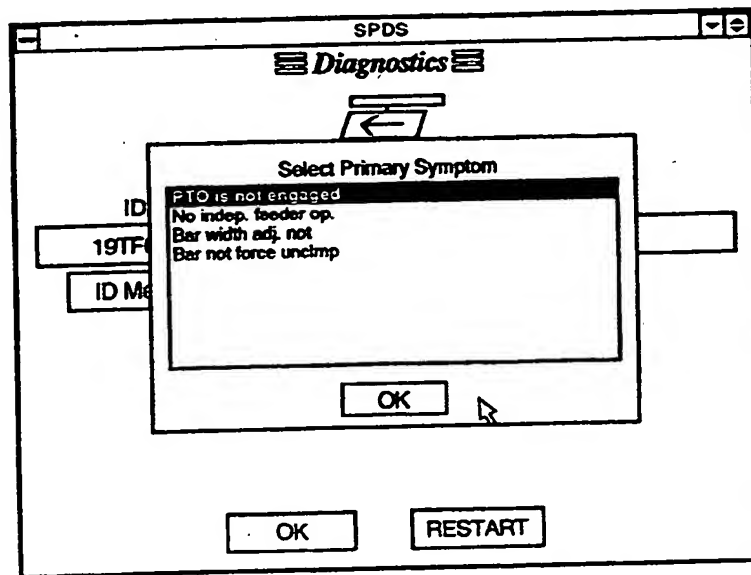 SPDS
Diagnostics
Select Primary Symptom
PTO is not engaged
No indep. feeder op.
Bar width adj. not
Bar not force unclmp
ID
19TF
ID Me
OK
OK
RESTART